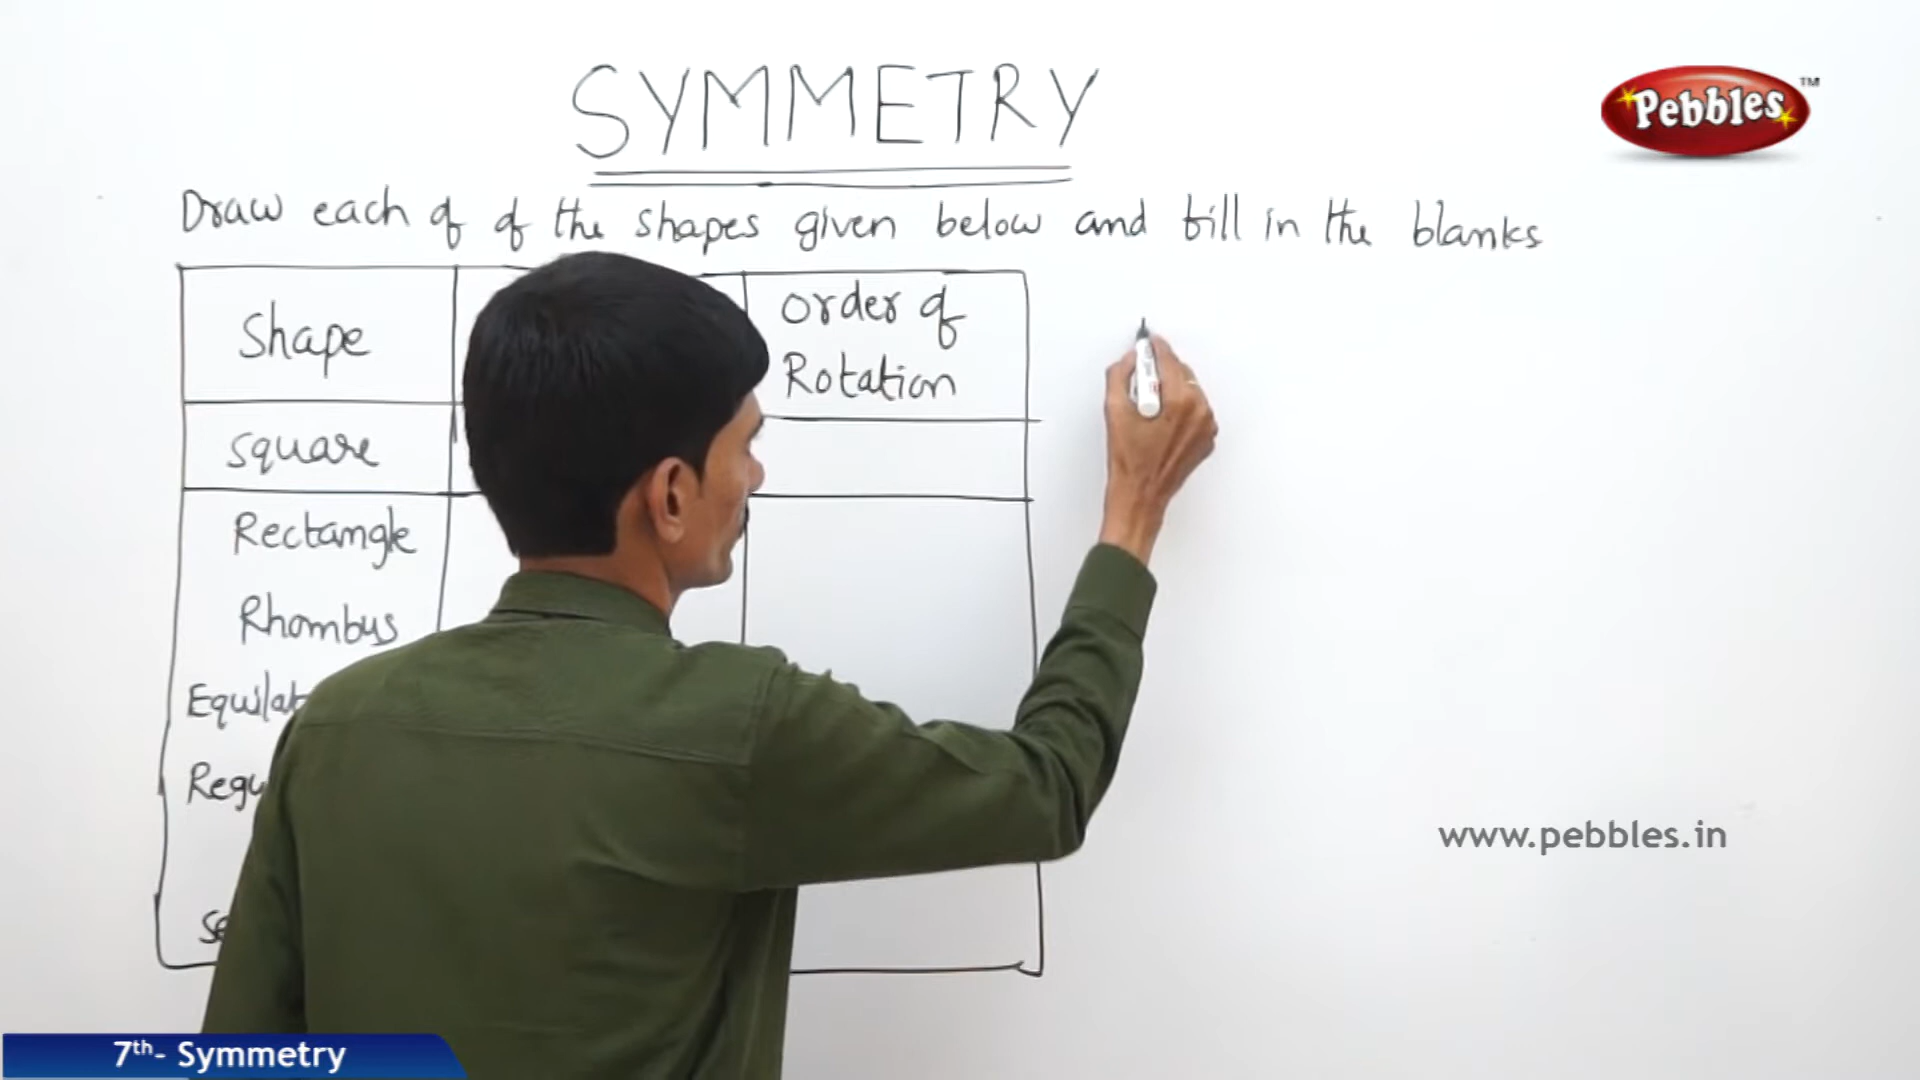 SYMMETRY
Pebbles™
Draw each of of the shapes given below and fill in the blanks
Shape
Order of
Rotation
square
Rectangle
Rhombus
www.pebbles.in
7th- Symmetry